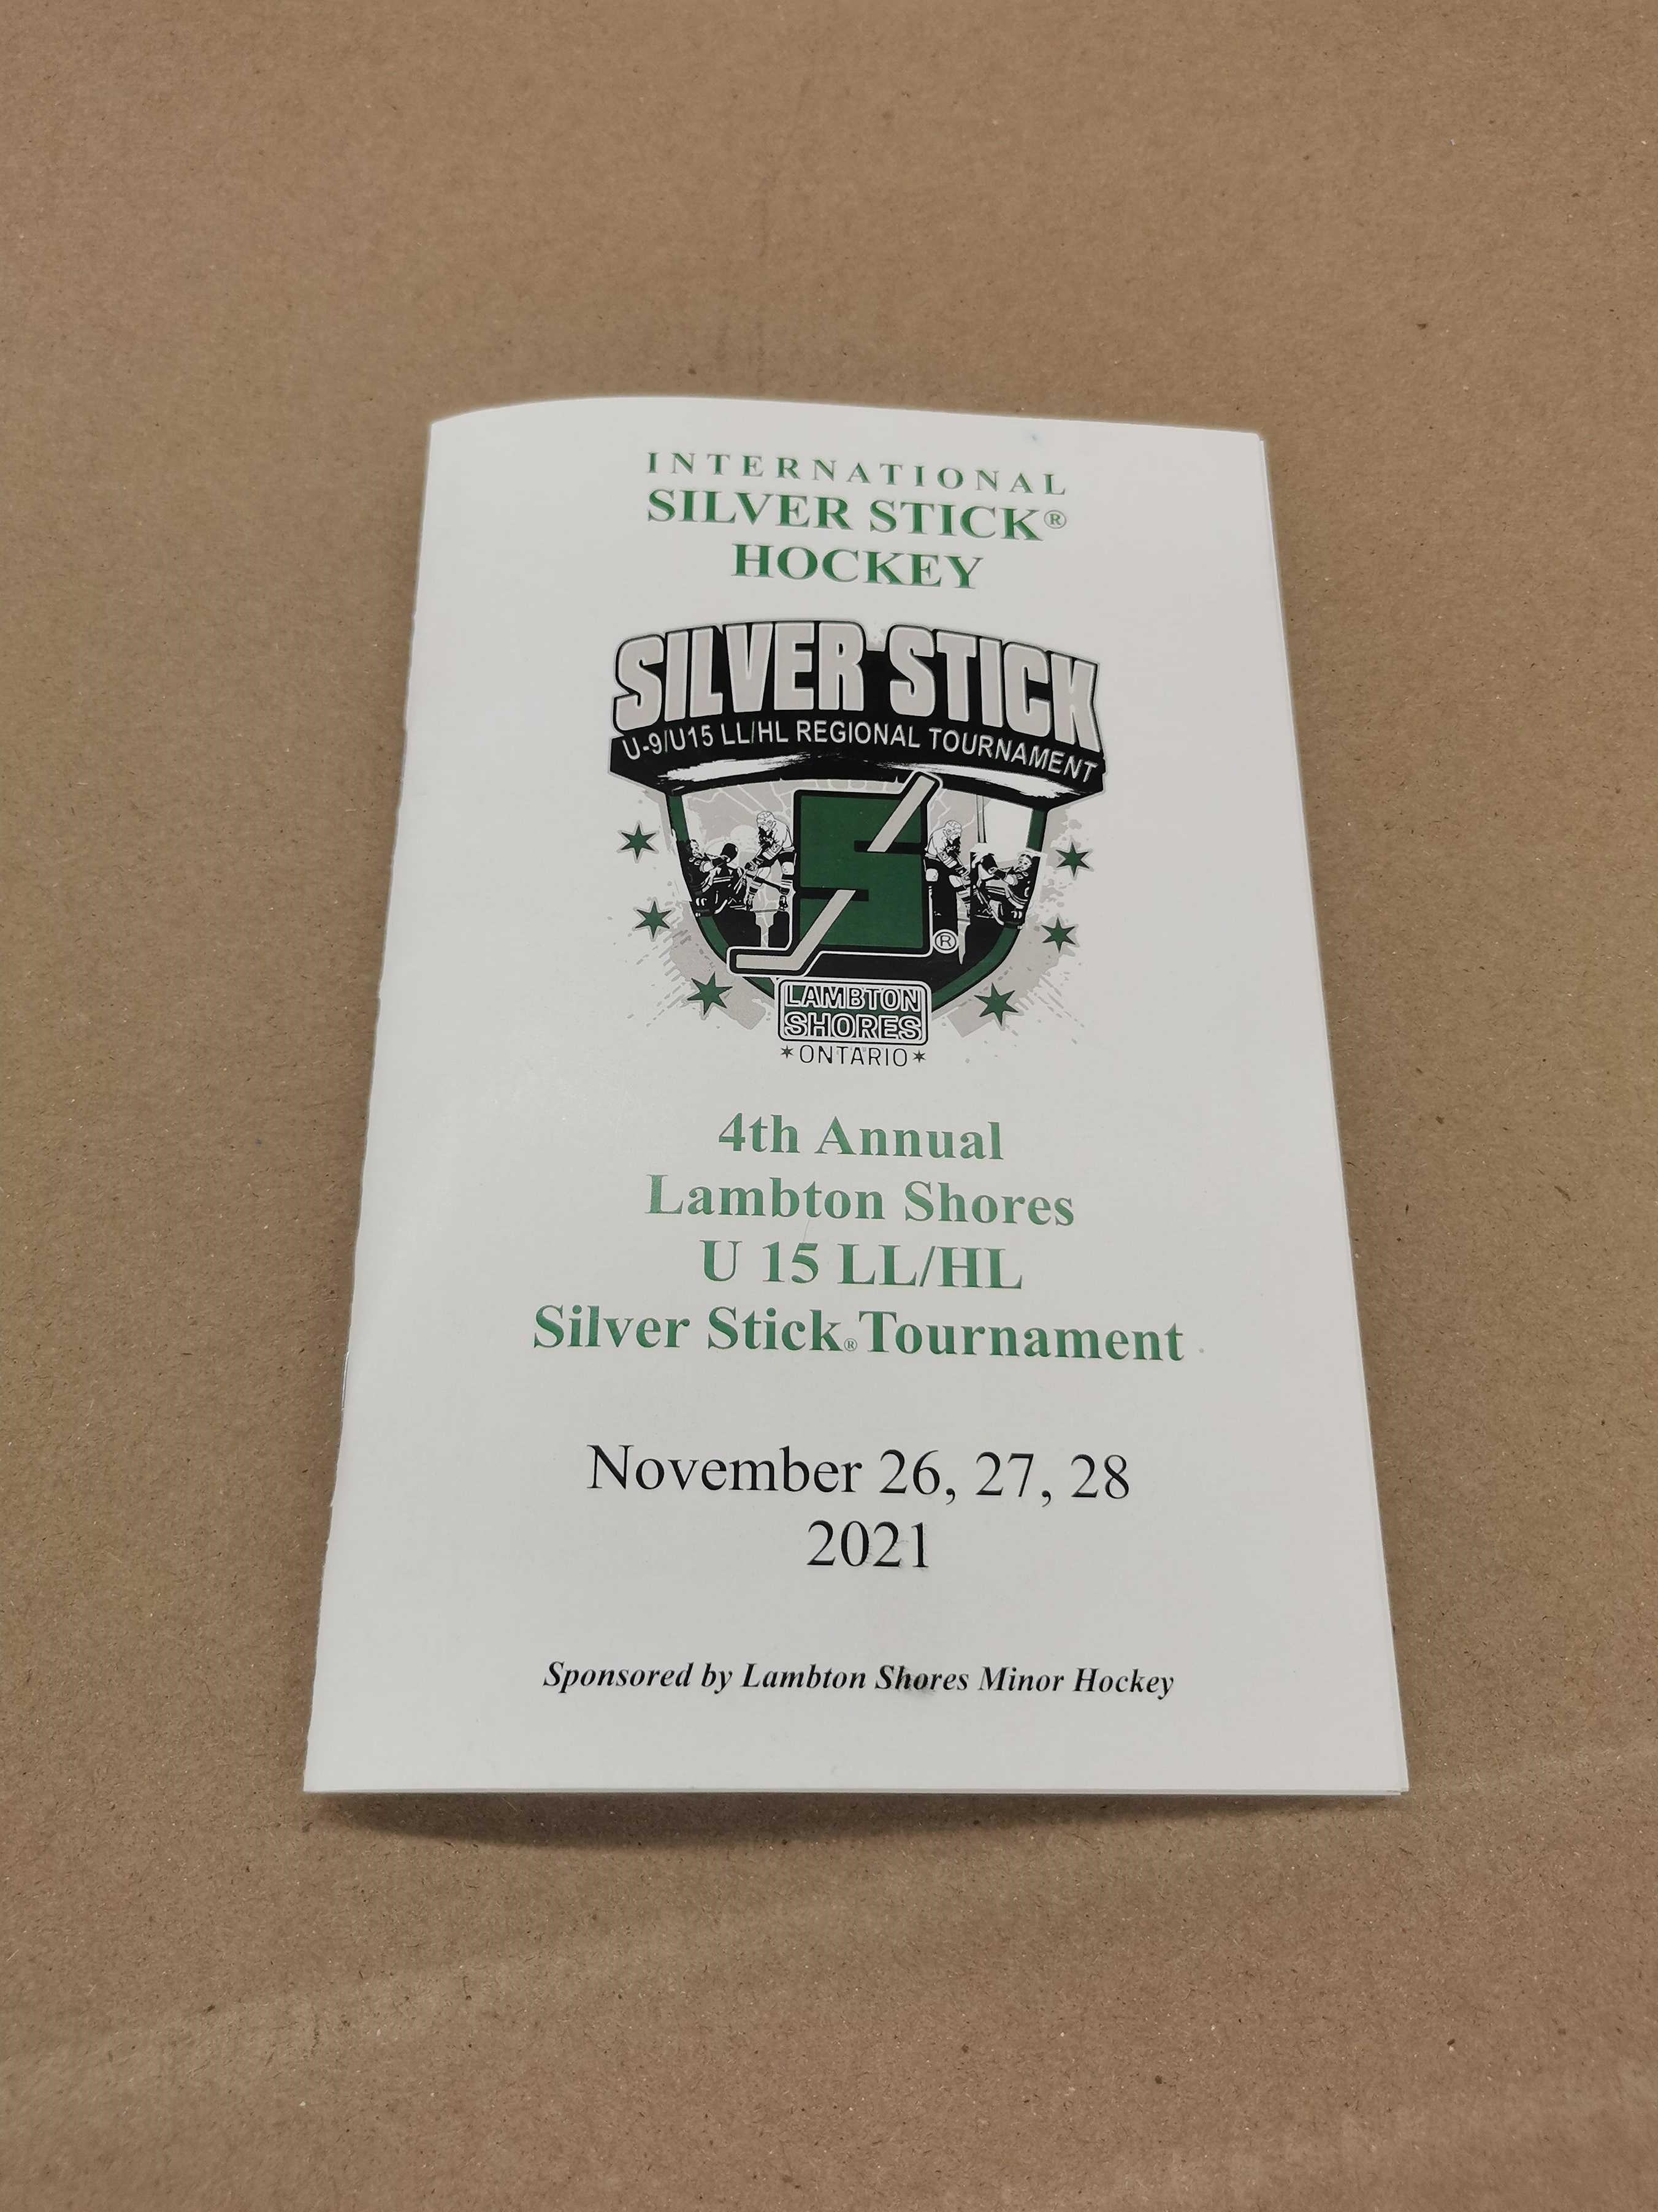 INTERNATIONAL
SILVER STICK®
HOCKEY
SILVER STICK
U-9/U15 LL/HL REGIONAL TOURNAMENT
S
®
LAMBTON
SHORES
*ONTARIO*
4th Annual
Lambton Shores
U 15 LL/HL
Silver Stick® Tournament
November 26, 27, 28
2021
Sponsored by Lambton Shores Minor Hockey